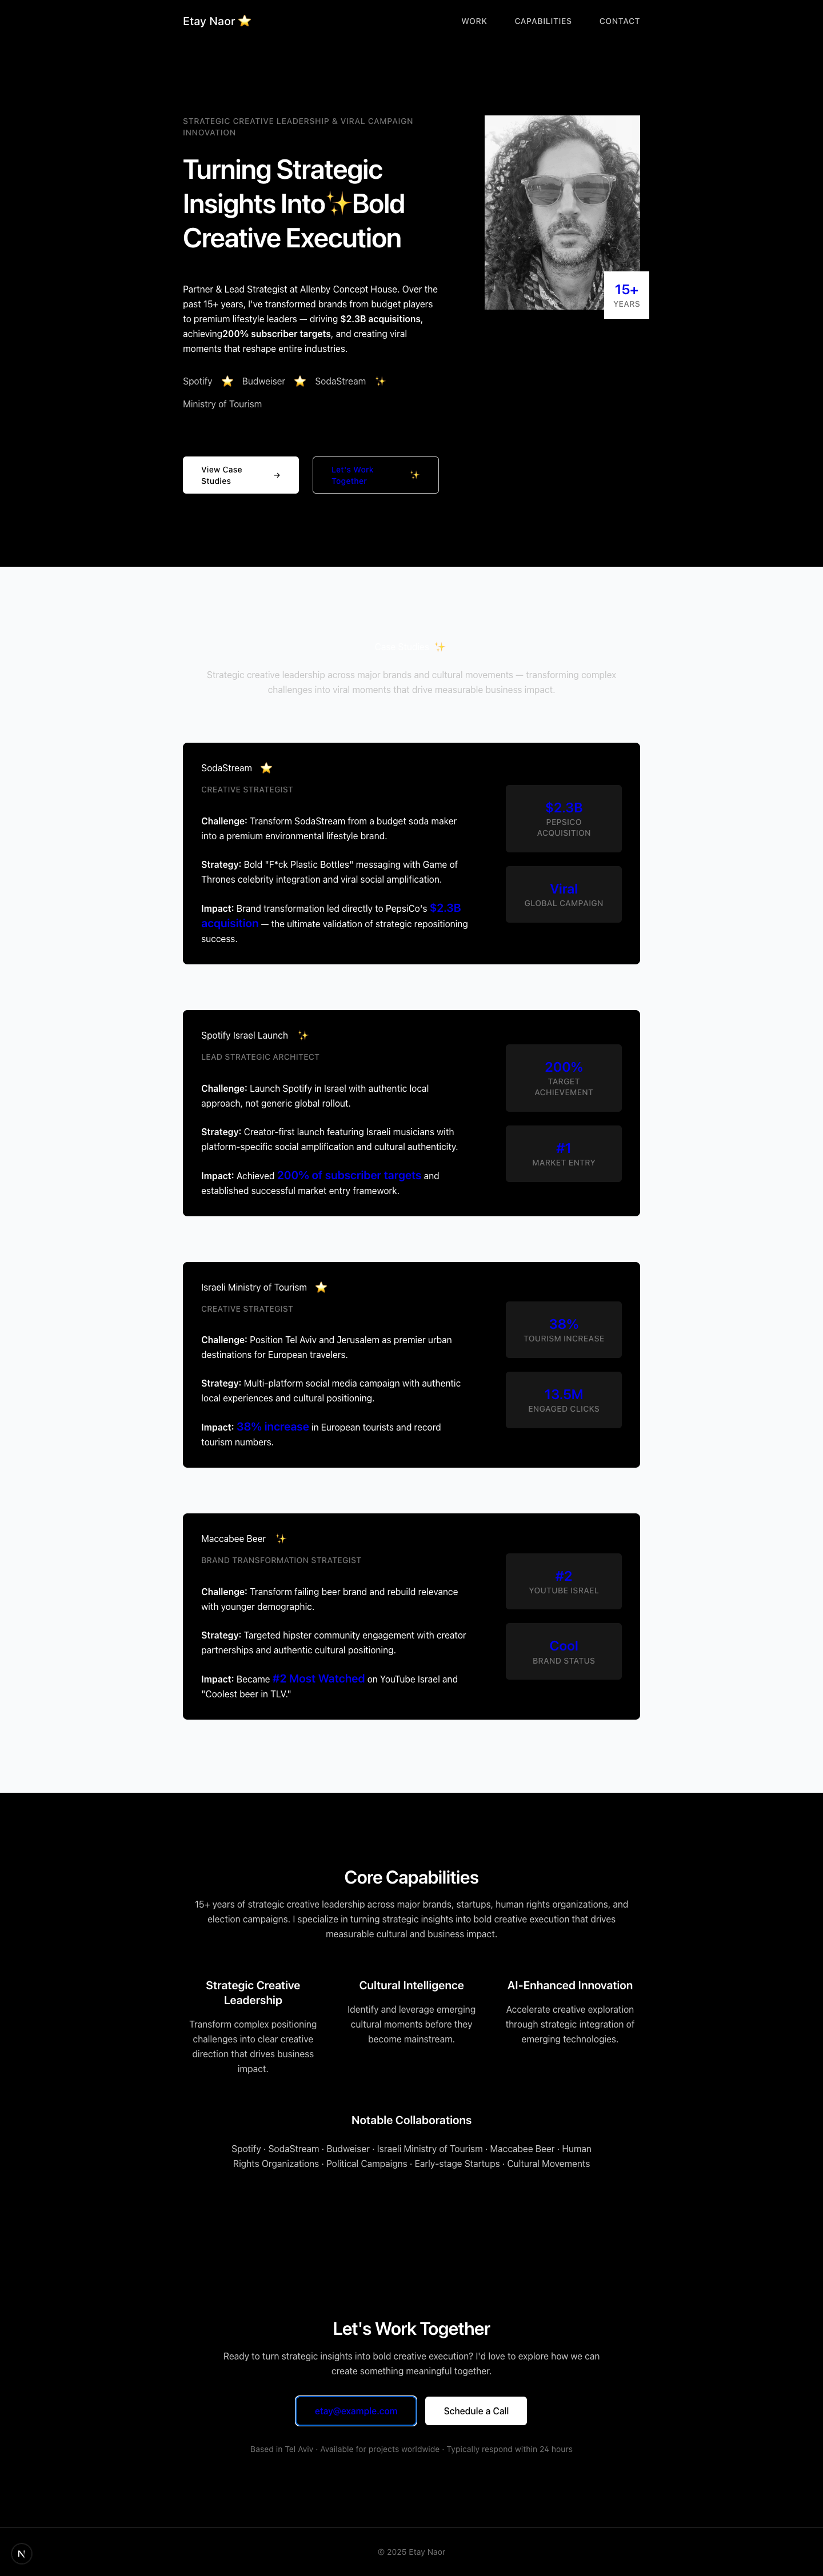 Etay Naor ⭐
WORK
CAPABILITIES
CONTACT
STRATEGIC CREATIVE LEADERSHIP & VIRAL CAMPAIGN
INNOVATION
Turning Strategic
Insights Into✨Bold
Creative Execution
Partner & Lead Strategist at Allenby Concept House. Over the
past 15+ years, I've transformed brands from budget players
to premium lifestyle leaders — driving $2.3B acquisitions,
achieving200% subscriber targets, and creating viral
moments that reshape entire industries.
15+
YEARS
Spotify ⭐ Budweiser ⭐ SodaStream ✨
Ministry of Tourism
View Case
Studies
→
Let's Work
Together
✨
✨
Strategic creative leadership across major brands and cultural movements — transforming complex
challenges into viral moments that drive measurable business impact.
SodaStream ⭐
CREATIVE STRATEGIST
Challenge: Transform SodaStream from a budget soda maker
into a premium environmental lifestyle brand.
Strategy: Bold "F*ck Plastic Bottles" messaging with Game of
Thrones celebrity integration and viral social amplification.
Impact: Brand transformation led directly to PepsiCo's $2.3B
acquisition — the ultimate validation of strategic repositioning
success.
$2.3B
PEPSICO
ACQUISITION
Viral
GLOBAL CAMPAIGN
Spotify Israel Launch ✨
LEAD STRATEGIC ARCHITECT
Challenge: Launch Spotify in Israel with authentic local
approach, not generic global rollout.
Strategy: Creator-first launch featuring Israeli musicians with
platform-specific social amplification and cultural authenticity.
Impact: Achieved 200% of subscriber targets and
established successful market entry framework.
200%
TARGET
ACHIEVEMENT
#1
MARKET ENTRY
Israeli Ministry of Tourism ⭐
CREATIVE STRATEGIST
Challenge: Position Tel Aviv and Jerusalem as premier urban
destinations for European travelers.
Strategy: Multi-platform social media campaign with authentic
local experiences and cultural positioning.
Impact: 38% increase in European tourists and record
tourism numbers.
38%
TOURISM INCREASE
13.6M
ENGAGED CLICKS
Maccabee Beer ✨
BRAND TRANSFORMATION STRATEGIST
Challenge: Transform failing beer brand and rebuild relevance
with younger demographic.
Strategy: Targeted hipster community engagement with creator
partnerships and authentic cultural positioning.
Impact: Became #2 Most Watched on YouTube Israel and
"Coolest beer in TLV."
#2
YOUTUBE ISRAEL
Cool
BRAND STATUS
Core Capabilities
15+ years of strategic creative leadership across major brands, startups, human rights organizations, and
election campaigns. I specialize in turning strategic insights into bold creative execution that drives
measurable cultural and business impact.
Strategic Creative
Leadership
Transform complex positioning
challenges into clear creative
direction that drives business
impact.
Cultural Intelligence
Identify and leverage emerging
cultural moments before they
become mainstream.
AI-Enhanced Innovation
Accelerate creative exploration
through strategic integration of
emerging technologies.
Notable Collaborations
Spotify · SodaStream · Budweiser · Israeli Ministry of Tourism · Maccabee Beer · Human
Rights Organizations · Political Campaigns · Early-stage Startups · Cultural Movements
Let's Work Together
Ready to turn strategic insights into bold creative execution? I'd love to explore how we can
create something meaningful together.
etay@example.com
Schedule a Call
Based in Tel Aviv · Available for projects worldwide · Typically respond within 24 hours
N
© 2025 Etay Naor